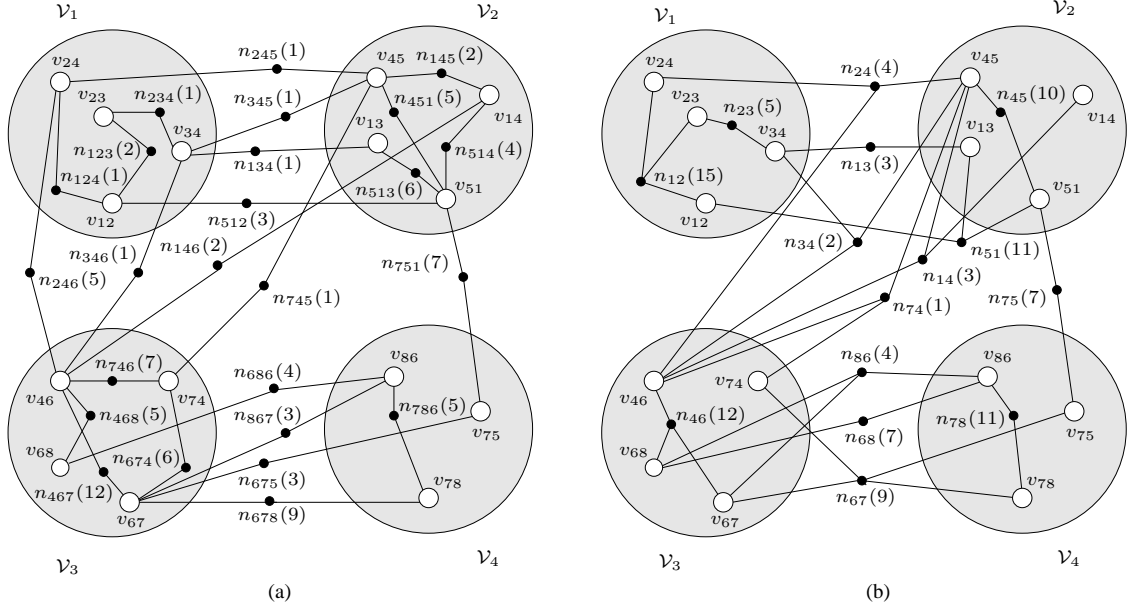 𝒱1
𝒱2
n245(1)
v24
v45
n145(2)
v23
n234(1)
n345(1)
n451(5)
v14
v13
v34
n123(2)
n134(1)
n514(4)
n124(1)
n513(6)
v51
v12
n512(3)
n346(1)
n146(2)
n246(5)
n745(1)
n751(7)
n746(7)
n686(4)
v86
v46
v74
n468(5)
n867(3)
n786(5)
v75
v68
n674(6)
n675(3)
v78
n467(12)
v67
n678(9)
𝒱3
𝒱4
(a)
𝒱1
𝒱2
v24
n24(4)
v45
n45(10)
v23
n23(5)
v14
v34
v13
n13(3)
n12(15)
v12
v51
n34(2)
n51(11)
n14(3)
n74(1)
n75(7)
n86(4)
v86
v46
v74
n46(12)
n78(11)
v75
n68(7)
v68
v78
n67(9)
v67
𝒱3
𝒱4
(b)